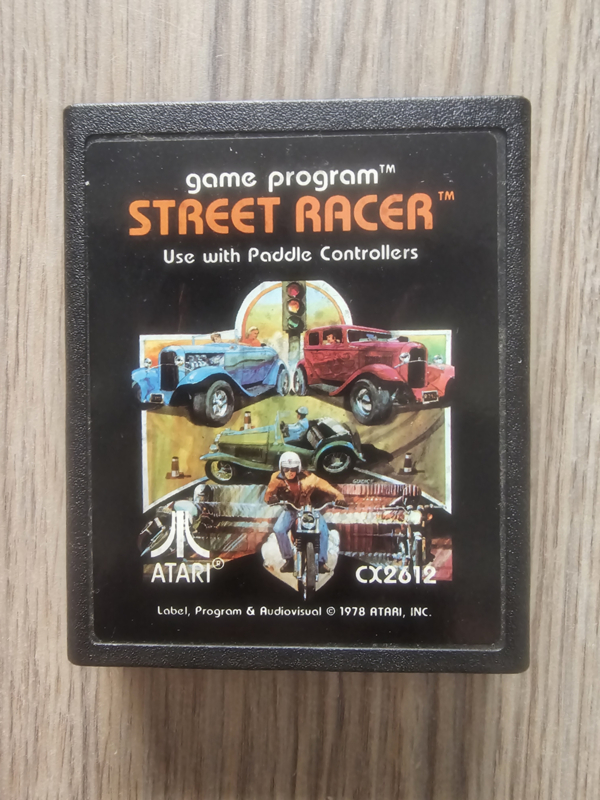 game program™
STREET RACER™
Use with Paddle Controllers
ATARI®
CX2612
Label, Program & Audiovisual © 1978 ATARI, INC.